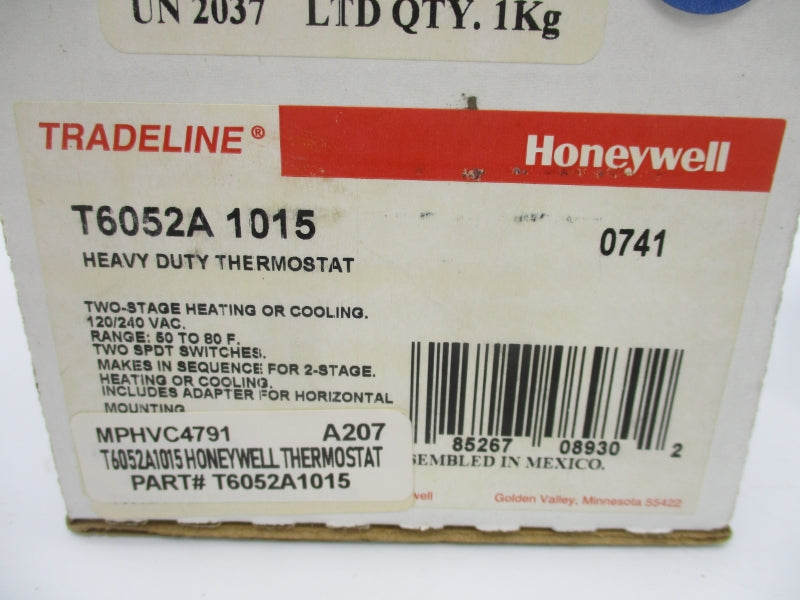 UN 2037 LTD QTY. 1Kg
TRADELINE® Honeywell
T6052A 1015 0741
HEAVY DUTY THERMOSTAT
TWO-STAGE HEATING OR COOLING.
120/240 VAC.
RANGE: 50 TO 80 F.
TWO SPDT SWITCHES.
MAKES IN SEQUENCE FOR 2-STAGE.
HEATING OR COOLING.
INCLUDES ADAPTER FOR HORIZONTAL
MOUNTING
85267 08930 2
SEMBLED IN MEXICO.
MPHVC4791 A207
T6052A1015 HONEYWELL THERMOSTAT
PART# T6052A1015
well Golden Valley, Minnesota 55422